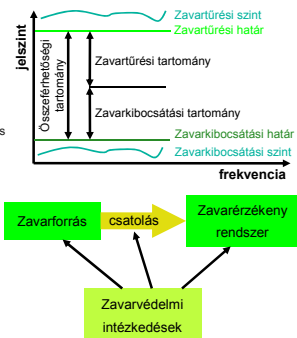 Zavartűrési szint
Zavartűrési határ
jelszint
Összeférhetőségi
tartomány
Zavartűrési tartomány
Zavarkibocsátási tartomány
s
Zavarkibocsátási határ
Zavarkibocsátási szint
frekvencia
Zavarforrás
csatolás
Zavarérzékeny
rendszer
Zavarvédelmi
intézkedések